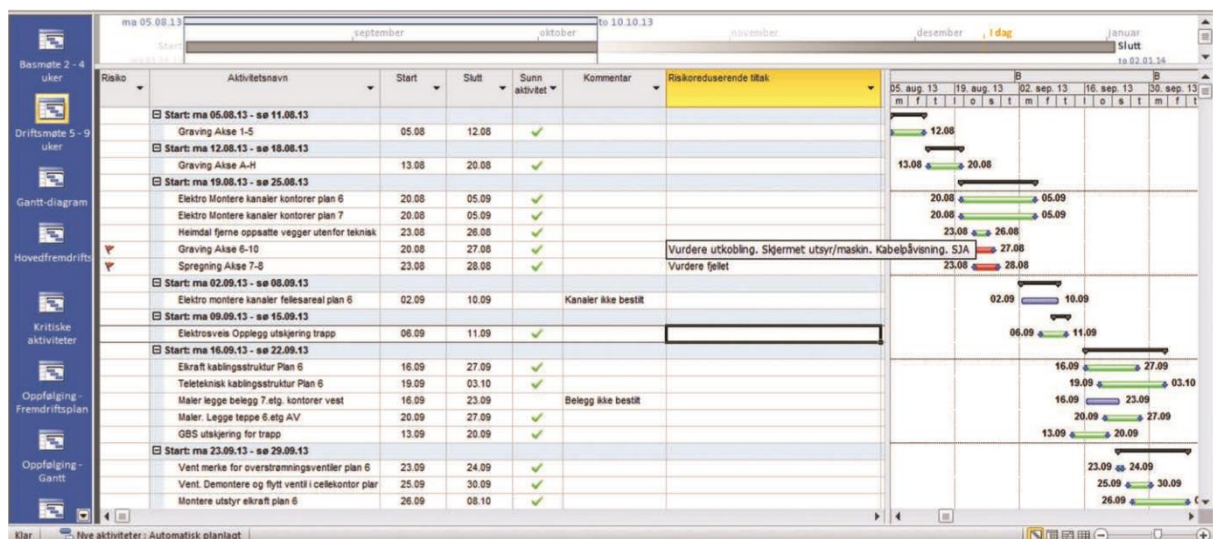 ma 05.08.13 to 10.10.13
september oktober november desember , I dag januar
Start Slutt
to 02.01.14
Basmøte 2 - 4 uker
Driftsmøte 5 - 9 uker
Gantt-diagram
Hovedfremdrifts
Kritiske aktiviteter
Oppfølging - Fremdriftsplan
Oppfølging - Gantt
Risiko Aktivitetsnavn Start Slutt Sunn aktivitet Kommentar Risikoreduserende tiltak
B B
05. aug. 13 19. aug. 13 02. sep. 13 16. sep. 13 30. sep. 13
m f t l o s t m f t l o s t m f t
Start: ma 05.08.13 - sø 11.08.13
Graving Akse 1-5 05.08 12.08 12.08
Start: ma 12.08.13 - sø 18.08.13
Graving Akse A-H 13.08 20.08 13.08 20.08
Start: ma 19.08.13 - sø 25.08.13
Elektro Montere kanaler kontorer plan 6 20.08 05.09 20.08 05.09
Elektro Montere kanaler kontorer plan 7 20.08 05.09 20.08 05.09
Heimdal fjerne oppsatte vegger utenfor teknisk 23.08 26.08 23.08 26.08
Graving Akse 6-10 20.08 27.08 Vurdere utkobling. Skjermet utsyr/maskin. Kabelpåvisning. SJA 27.08
Spregning Akse 7-8 23.08 28.08 Vurdere fjellet 23.08 28.08
Start: ma 02.09.13 - sø 08.09.13
Elektro montere kanaler fellesareal plan 6 02.09 10.09 Kanaler ikke bestilt 02.09 10.09
Start: ma 09.09.13 - sø 15.09.13
Elektrosveis Opplegg utskjering trapp 06.09 11.09 06.09 11.09
Start: ma 16.09.13 - sø 22.09.13
Elkraft kablingsstruktur Plan 6 16.09 27.09 16.09 27.09
Teleteknisk kablingsstruktur Plan 6 19.09 03.10 19.09 03.10
Maler legge belegg 7.etg. kontorer vest 16.09 23.09 Belegg ikke bestilt 16.09 23.09
Maler. Legge teppe 6.etg AV 20.09 27.09 20.09 27.09
GBS utskjering for trapp 13.09 20.09 13.09 20.09
Start: ma 23.09.13 - sø 29.09.13
Vent merke for overstrømningsventiler plan 6 23.09 24.09 23.09 24.09
Vent. Demontere og flytt ventil i cellekontor plar 25.09 30.09 25.09 30.09
Montere utstyr elkraft plan 6 26.09 08.10 26.09
Klar Nye aktiviteter : Automatisk planlagt